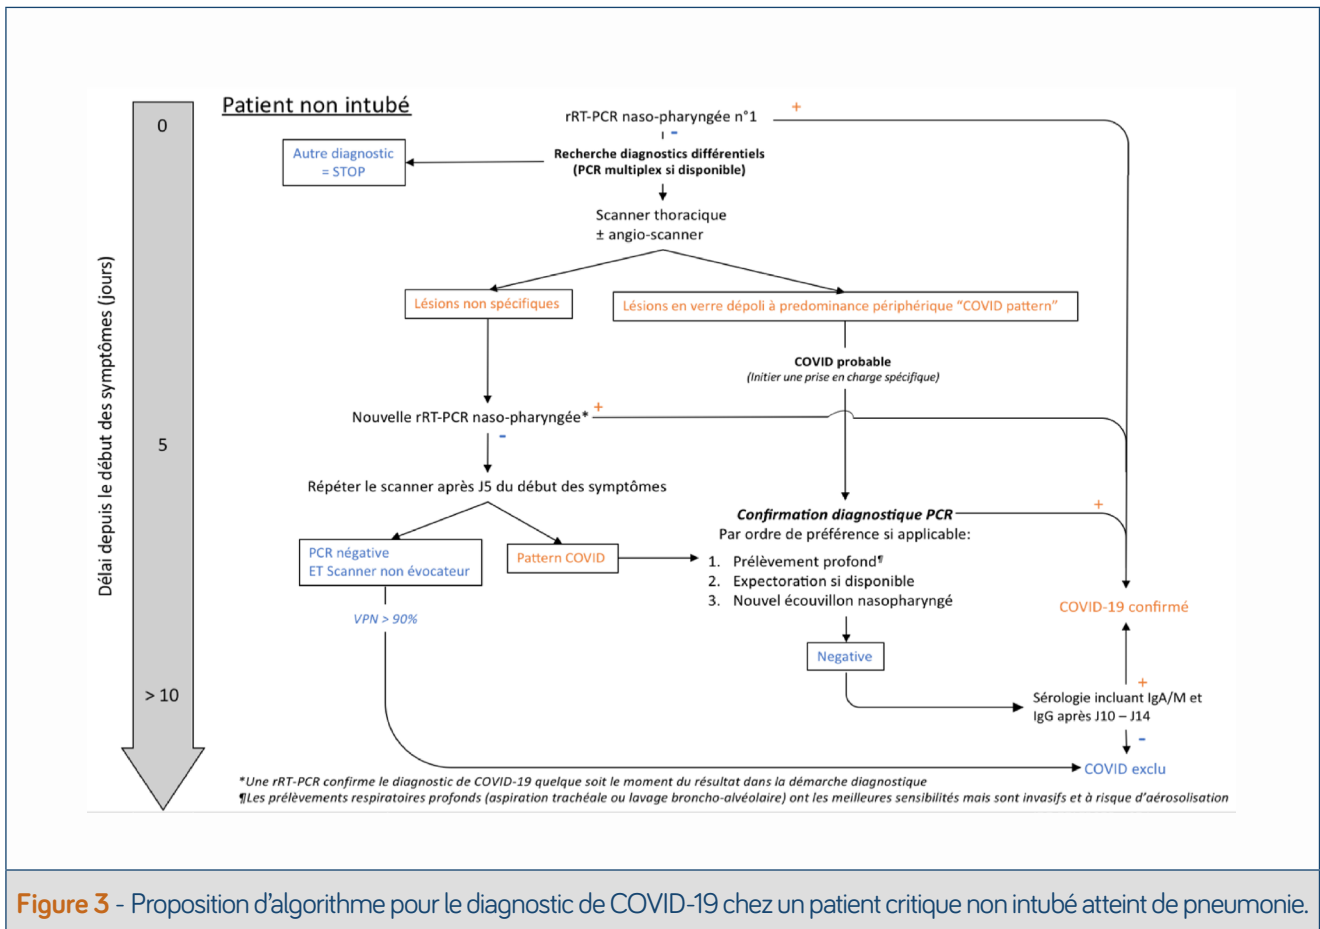 Patient non intubé
0
rRT-PCR naso-pharyngée n°1
+
-
Autre diagnostic
= STOP
Recherche diagnostics différentiels
(PCR multiplex si disponible)
Scanner thoracique
± angio-scanner
Délai depuis le début des symptômes (jours)
Lésions non spécifiques
Lésions en verre dépoli à predominance périphérique “COVID pattern”
COVID probable
(Initier une prise en charge spécifique)
Nouvelle rRT-PCR naso-pharyngée*
+
-
5
Répéter le scanner après J5 du début des symptômes
Confirmation diagnostique PCR
+
Par ordre de préférence si applicable:
PCR négative
ET Scanner non évocateur
Pattern COVID
1. Prélèvement profond¶
2. Expectoration si disponible
3. Nouvel écouvillon nasopharyngé
VPN > 90%
COVID-19 confirmé
Negative
> 10
+
Sérologie incluant IgA/M et
IgG après J10 – J14
-
COVID exclu
*Une rRT-PCR confirme le diagnostic de COVID-19 quelque soit le moment du résultat dans la démarche diagnostique
¶Les prélèvements respiratoires profonds (aspiration trachéale ou lavage broncho-alvéolaire) ont les meilleures sensibilités mais sont invasifs et à risque d’aérosolisation
Figure 3 - Proposition d’algorithme pour le diagnostic de COVID-19 chez un patient critique non intubé atteint de pneumonie.